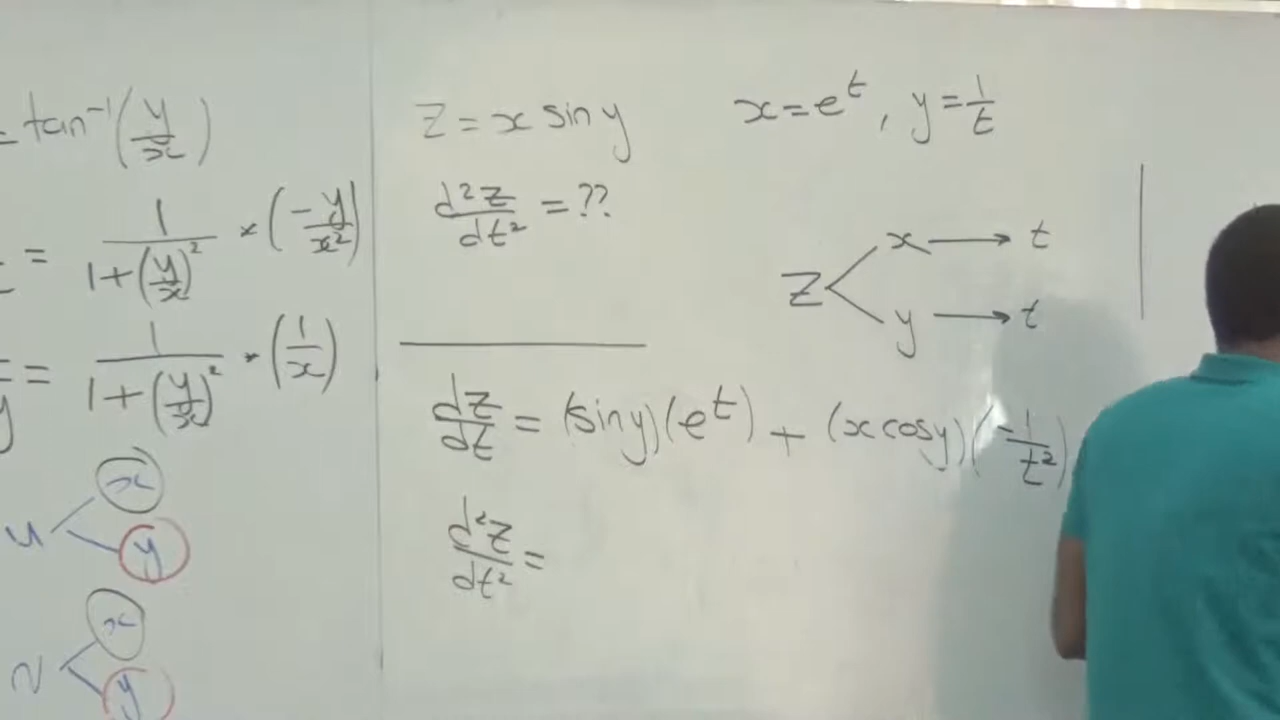 = tan⁻¹(y/x)
= 1/(1+(y/x)²) * (-y/x²)
y = 1/(1+(y/x)²) * (1/x)
u < x
y
x
y
z = x sin y x = e^t , y = 1/t
d²z/dt² = ??
z < x → t
y → t
dz/dt = (sin y)(e^t) + (x cos y)(-1/t²)
d²z/dt² =